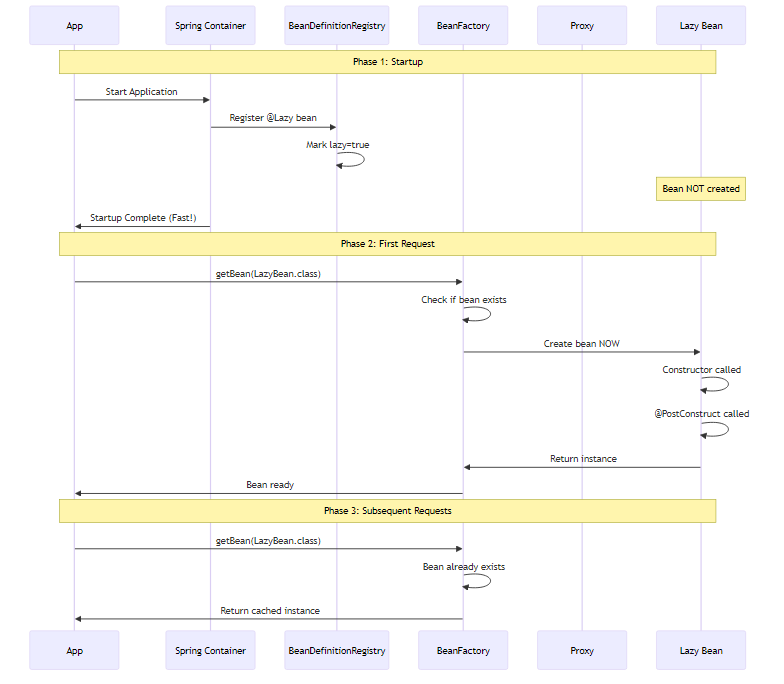 App
Spring Container
BeanDefinitionRegistry
BeanFactory
Proxy
Lazy Bean
Phase 1: Startup
Start Application
Register @Lazy bean
Mark lazy=true
Bean NOT created
Startup Complete (Fast!)
Phase 2: First Request
getBean(LazyBean.class)
Check if bean exists
Create bean NOW
Constructor called
@PostConstruct called
Return instance
Bean ready
Phase 3: Subsequent Requests
getBean(LazyBean.class)
Bean already exists
Return cached instance
App
Spring Container
BeanDefinitionRegistry
BeanFactory
Proxy
Lazy Bean